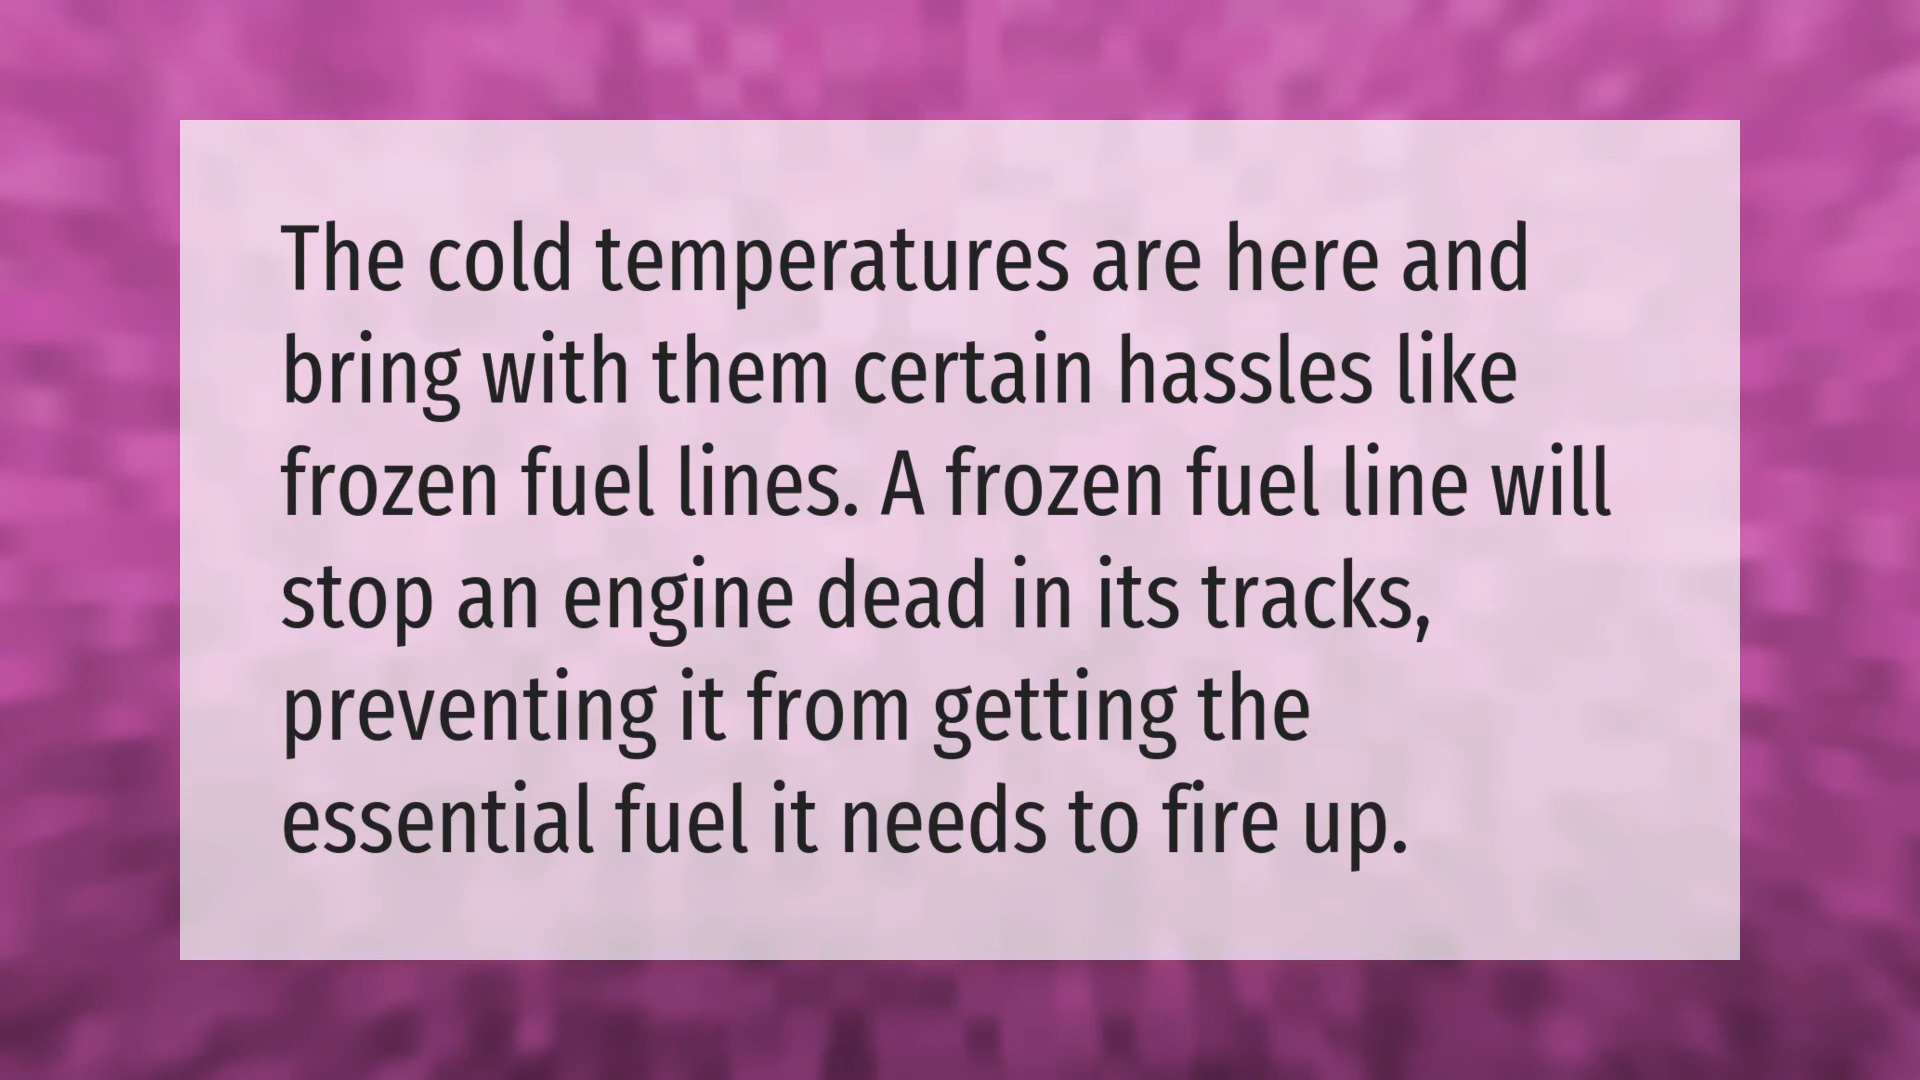 The cold temperatures are here and
bring with them certain hassles like
frozen fuel lines. A frozen fuel line will
stop an engine dead in its tracks,
preventing it from getting the
essential fuel it needs to fire up.